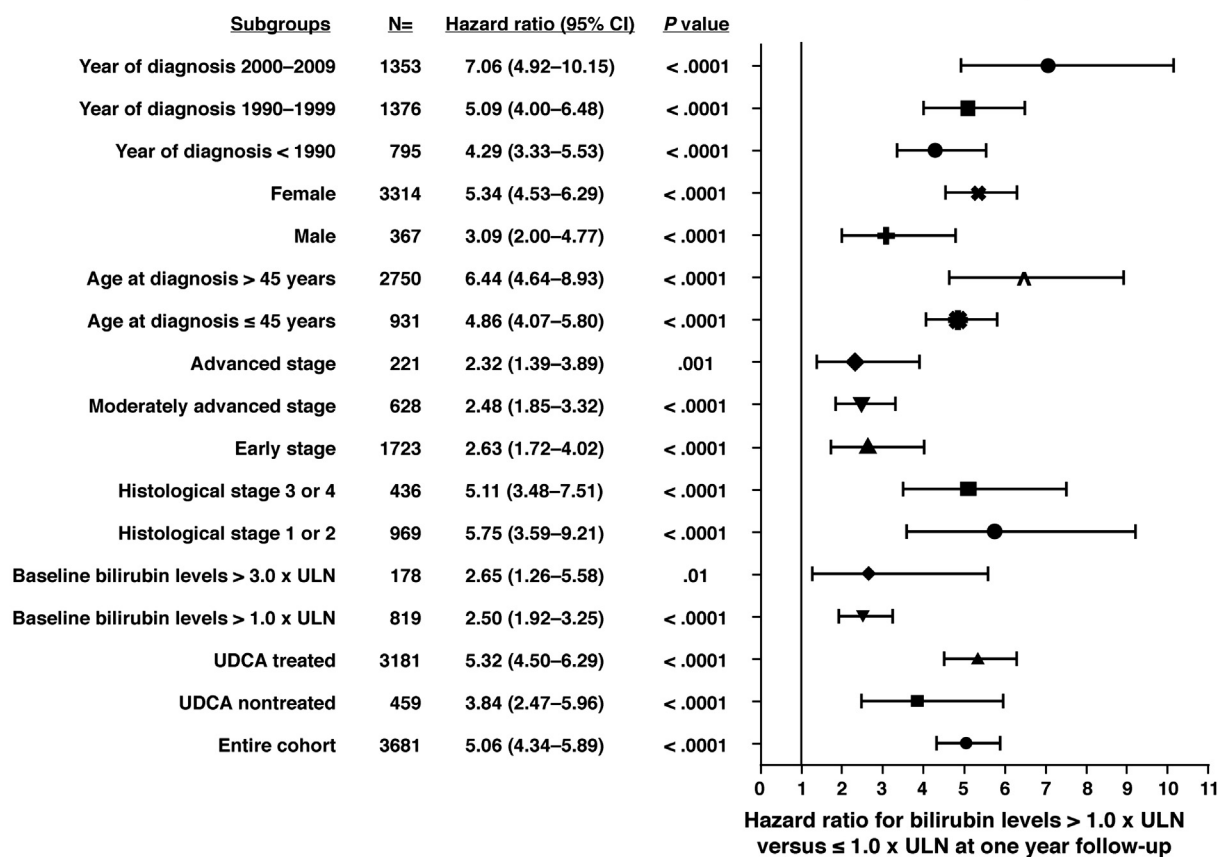 Subgroups N= Hazard ratio (95% CI) P value
Year of diagnosis 2000–2009 1353 7.06 (4.92–10.15) < .0001
Year of diagnosis 1990–1999 1376 5.09 (4.00–6.48) < .0001
Year of diagnosis < 1990 795 4.29 (3.33–5.53) < .0001
Female 3314 5.34 (4.53–6.29) < .0001
Male 367 3.09 (2.00–4.77) < .0001
Age at diagnosis > 45 years 2750 6.44 (4.64–8.93) < .0001
Age at diagnosis ≤ 45 years 931 4.86 (4.07–5.80) < .0001
Advanced stage 221 2.32 (1.39–3.89) .001
Moderately advanced stage 628 2.48 (1.85–3.32) < .0001
Early stage 1723 2.63 (1.72–4.02) < .0001
Histological stage 3 or 4 436 5.11 (3.48–7.51) < .0001
Histological stage 1 or 2 969 5.75 (3.59–9.21) < .0001
Baseline bilirubin levels > 3.0 x ULN 178 2.65 (1.26–5.58) .01
Baseline bilirubin levels > 1.0 x ULN 819 2.50 (1.92–3.25) < .0001
UDCA treated 3181 5.32 (4.50–6.29) < .0001
UDCA nontreated 459 3.84 (2.47–5.96) < .0001
Entire cohort 3681 5.06 (4.34–5.89) < .0001
0 1 2 3 4 5 6 7 8 9 10 11
Hazard ratio for bilirubin levels > 1.0 x ULN
versus ≤ 1.0 x ULN at one year follow-up